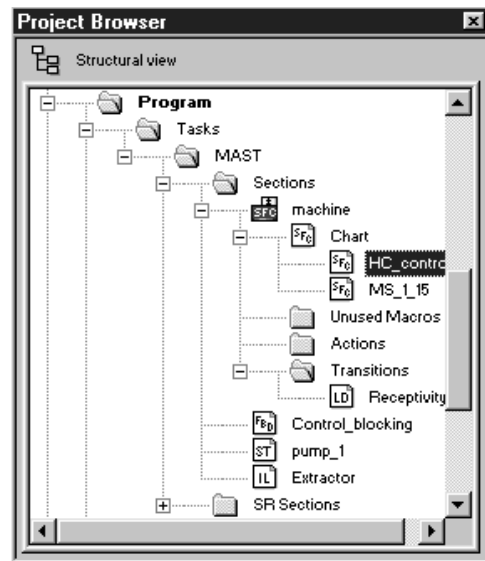 Project Browser
Structural view
Program
Tasks
MAST
Sections
SFC machine
SFC Chart
SFC HC_contro
SFC MS_1_15
Unused Macros
Actions
Transitions
LD Receptivity
FBD Control_blocking
ST pump_1
IL Extractor
SR Sections